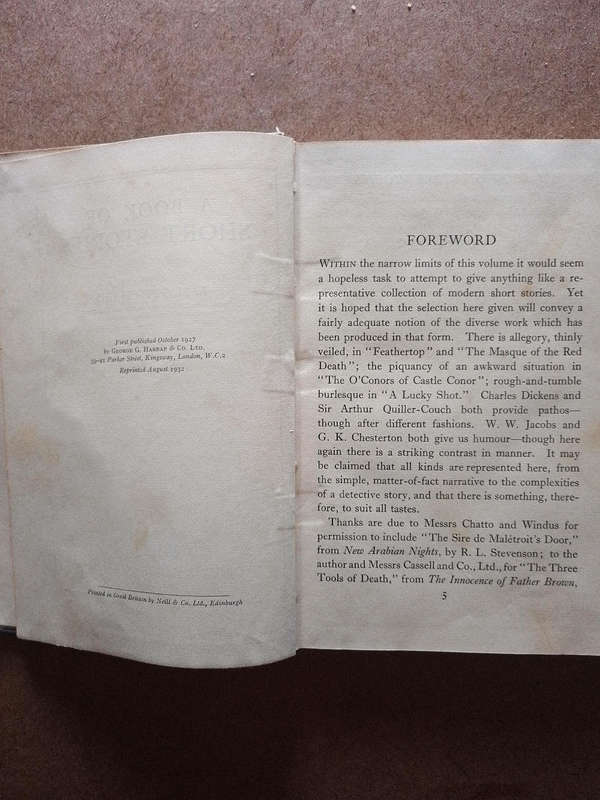 First published October 1927
by GEORGE G. HARRAP & CO. LTD.
39-41 Parker Street, Kingsway, London, W.C.2
Reprinted August 1932
Printed in Great Britain by Neill & Co. Ltd., Edinburgh
FOREWORD
WITHIN the narrow limits of this volume it would seem
a hopeless task to attempt to give anything like a re-
presentative collection of modern short stories. Yet
it is hoped that the selection here given will convey a
fairly adequate notion of the diverse work which has
been produced in that form. There is allegory, thinly
veiled, in “Feathertop” and “The Masque of the Red
Death”; the piquancy of an awkward situation in
“The O’Conors of Castle Conor”; rough-and-tumble
burlesque in “A Lucky Shot.” Charles Dickens and
Sir Arthur Quiller-Couch both provide pathos—
though after different fashions. W. W. Jacobs and
G. K. Chesterton both give us humour—though here
again there is a striking contrast in manner. It may
be claimed that all kinds are represented here, from
the simple, matter-of-fact narrative to the complexities
of a detective story, and that there is something, there-
fore, to suit all tastes.
Thanks are due to Messrs Chatto and Windus for
permission to include “The Sire de Malétroit’s Door,”
from New Arabian Nights, by R. L. Stevenson; to the
author and Messrs Cassell and Co., Ltd., for “The Three
Tools of Death,” from The Innocence of Father Brown,
5